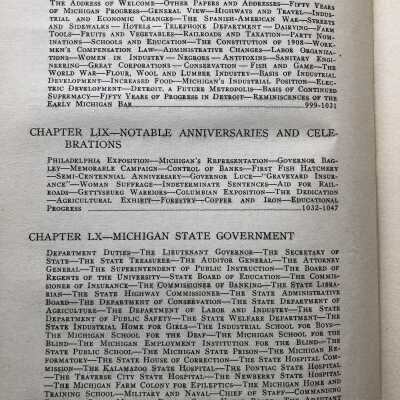 The Address of Welcome—Other Papers and Addresses—Fifty Years
of Michigan Progress—General View—Highways and Travel—Indus-
trial and Economic Changes—The Spanish-American War—Streets
and Sidewalks—Hotels—Telephone Department—Dairying—Farm
Tools—Fruits and Vegetables—Railroads and Taxation—Party Nomi-
nations—Schools and Education—The Constitution of 1908—Work-
men's Compensation Law—Administrative Changes—Labor Organiza-
tions—Women in Industry—Negroes—Antitoxins—Sanitary Engi-
neering—Great Corporations—Conservation—Fish and Game—The
World War—Flour, Wool and Lumber Industry—Basis of Industrial
Development—Increased Food—Michigan's Industrial Position—Elec-
tric Development—Detroit, a Future Metropolis—Basis of Continued
Supremacy—Fifty Years of Progress in Detroit—Reminiscences of the
Early Michigan Bar 999-1031
CHAPTER LIX—NOTABLE ANNIVERSARIES AND CELE-
BRATIONS
Philadelphia Exposition—Michigan's Representation—Governor Bag-
ley—Memorable Campaign—Control of Banks—First Fish Hatchery
—Semi-Centennial Anniversary—Governor Luce—"Graveyard Insur-
ance"—Woman Suffrage—Indeterminate Sentences—Aid for Rail-
roads—Gettysburg Warriors—Columbian Exposition—The Dedication
—Agricultural Exhibit—Forestry—Copper and Iron—Educational
Progress 1032-1047
CHAPTER LX—MICHIGAN STATE GOVERNMENT
Department Duties—The Lieutenant Governor—The Secretary of
State—The State Treasurer—The Auditor General—The Attorney
General—The Superintendent of Public Instruction—The Board of
Regents of the University—State Board of Education—The Commis-
sioner of Insurance—The Commissioner of Banking—The State Libra-
rian—The State Highway Commissioner—The State Administrative
Board—The Department of Conservation—The State Department of
Agriculture—The Department of Labor and Industry—The State
Department of Public Safety—The State Welfare Department—The
State Industrial Home for Girls—The Industrial School for Boys—
The Michigan School for the Deaf—The Michigan School for the
Blind—The Michigan Employment Institution for the Blind—The
State Public School—The Michigan State Prison—The Michigan Re-
formatory—The State House of Correction—The State Hospital Com-
mission—The Kalamazoo State Hospital—The Pontiac State Hospital
—The Traverse City State Hospital—The Newberry State Hospital
—The Michigan Farm Colony for Epileptics—The Michigan Home and
Training School—Military and Naval—Chief of Staff—Commanding